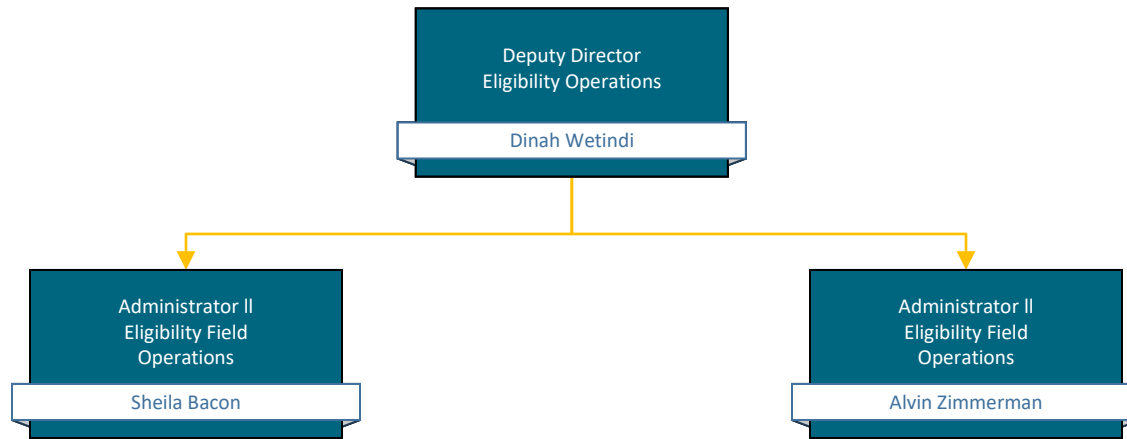 Deputy Director
Eligibility Operations
Dinah Wetindi
Administrator ll
Eligibility Field
Operations
Sheila Bacon
Administrator ll
Eligibility Field
Operations
Alvin Zimmerman